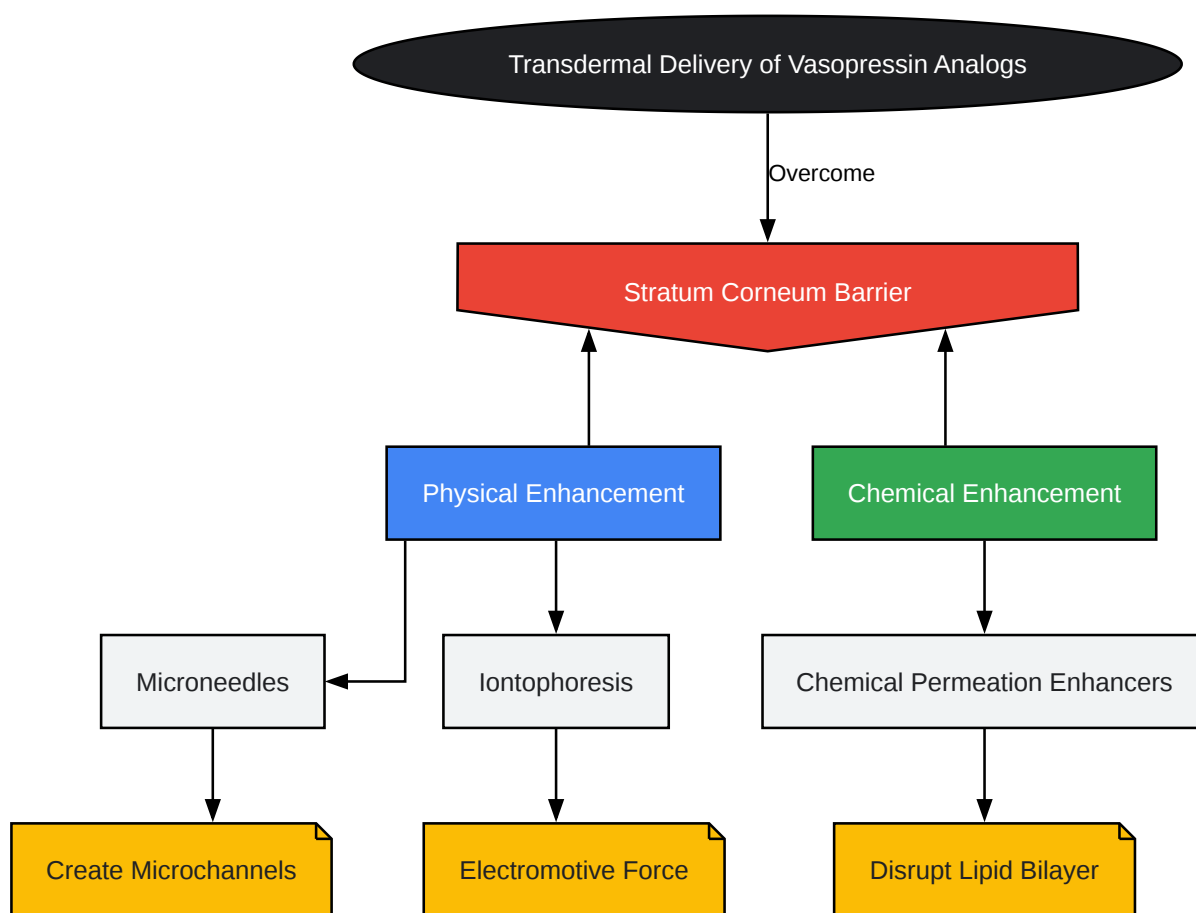 Transdermal Delivery of Vasopressin Analogs
Overcome
Stratum Corneum Barrier
Physical Enhancement
Chemical Enhancement
Microneedles
Iontophoresis
Chemical Permeation Enhancers
Create Microchannels
Electromotive Force
Disrupt Lipid Bilayer